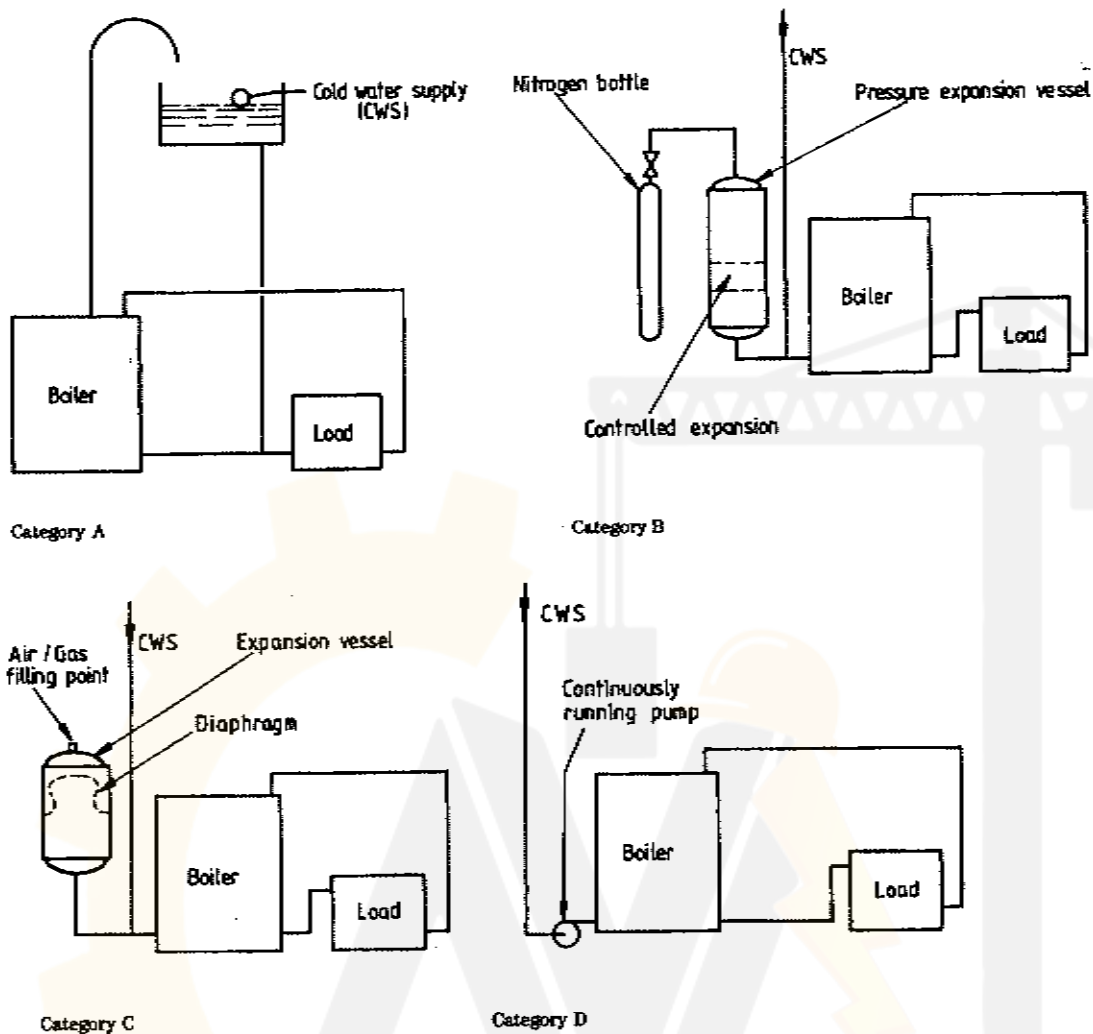 Cold water supply
(CWS)
Boiler
Load
Category A
Nitrogen bottle
CWS
Pressure expansion vessel
Boiler
Load
Controlled expansion
Category B
Air / Gas
filling point
CWS
Expansion vessel
Diaphragm
Boiler
Load
Category C
CWS
Continuously
running pump
Boiler
Load
Category D